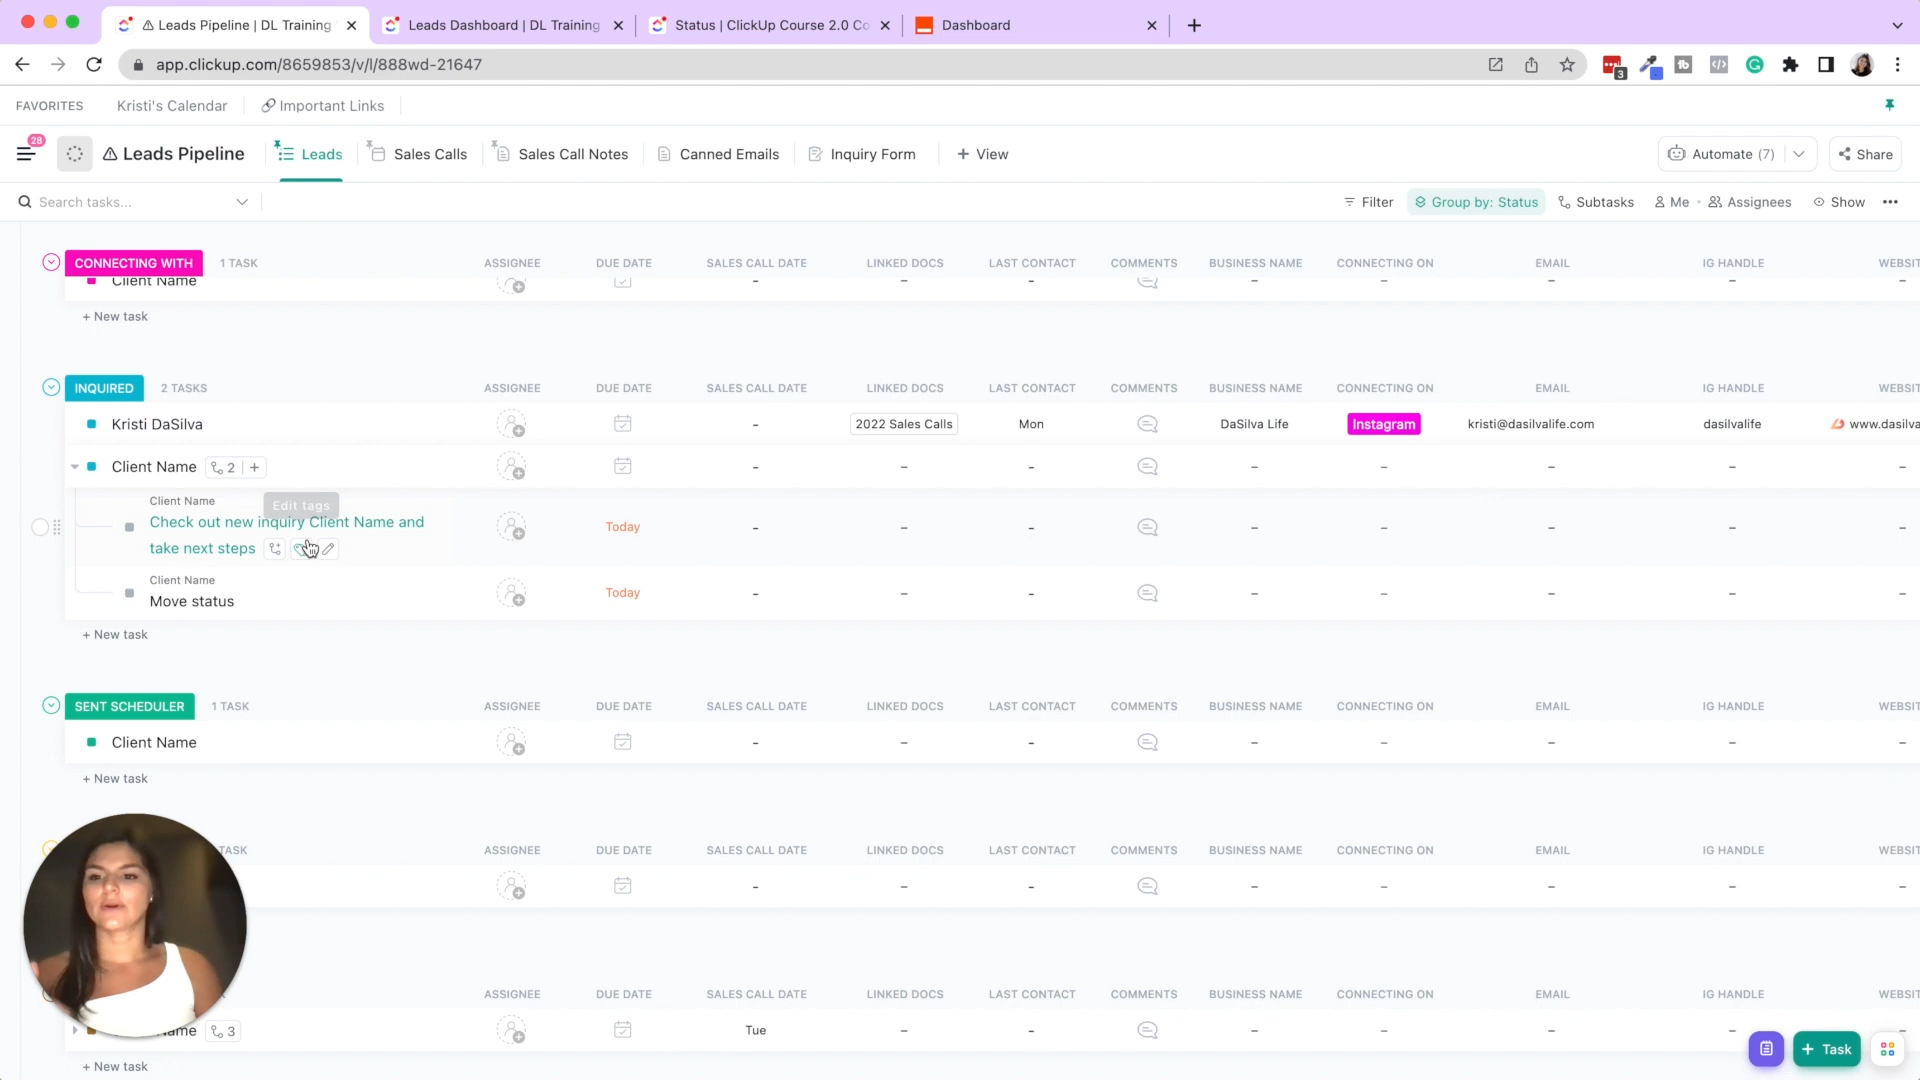 Leads Pipeline | DL Training
Leads Dashboard | DL Training
Status | ClickUp Course 2.0 Co
Dashboard
app.clickup.com/8659853/v/l/888wd-21647
3
FAVORITES
Kristi's Calendar
Important Links
28
Leads Pipeline
Leads
Sales Calls
Sales Call Notes
Canned Emails
Inquiry Form
+ View
Automate (7)
Share
Search tasks...
Filter
Group by: Status
Subtasks
Me
Assignees
Show
CONNECTING WITH 1 TASK ASSIGNEE DUE DATE SALES CALL DATE LINKED DOCS LAST CONTACT COMMENTS BUSINESS NAME CONNECTING ON EMAIL IG HANDLE WEBSIT
Client Name - – - – – – – –
+ New task
INQUIRED 2 TASKS ASSIGNEE DUE DATE SALES CALL DATE LINKED DOCS LAST CONTACT COMMENTS BUSINESS NAME CONNECTING ON EMAIL IG HANDLE WEBSIT
Kristi DaSilva - 2022 Sales Calls Mon DaSilva Life Instagram kristi@dasilvalife.com dasilvalife www.dasilva
Client Name 2 + - – - – – – – –
Client Name
Edit tags
Check out new inquiry Client Name and
take next steps
Today - – - – – – – –
Client Name
Move status
Today - – - – – – – –
+ New task
SENT SCHEDULER 1 TASK ASSIGNEE DUE DATE SALES CALL DATE LINKED DOCS LAST CONTACT COMMENTS BUSINESS NAME CONNECTING ON EMAIL IG HANDLE WEBSIT
Client Name - – - – – – – –
+ New task
TASK ASSIGNEE DUE DATE SALES CALL DATE LINKED DOCS LAST CONTACT COMMENTS BUSINESS NAME CONNECTING ON EMAIL IG HANDLE WEBSIT
- – - – – – – –
ASSIGNEE DUE DATE SALES CALL DATE LINKED DOCS LAST CONTACT COMMENTS BUSINESS NAME CONNECTING ON EMAIL IG HANDLE WEBSIT
ame 3 Tue – - – – – – –
+ New task
+ Task